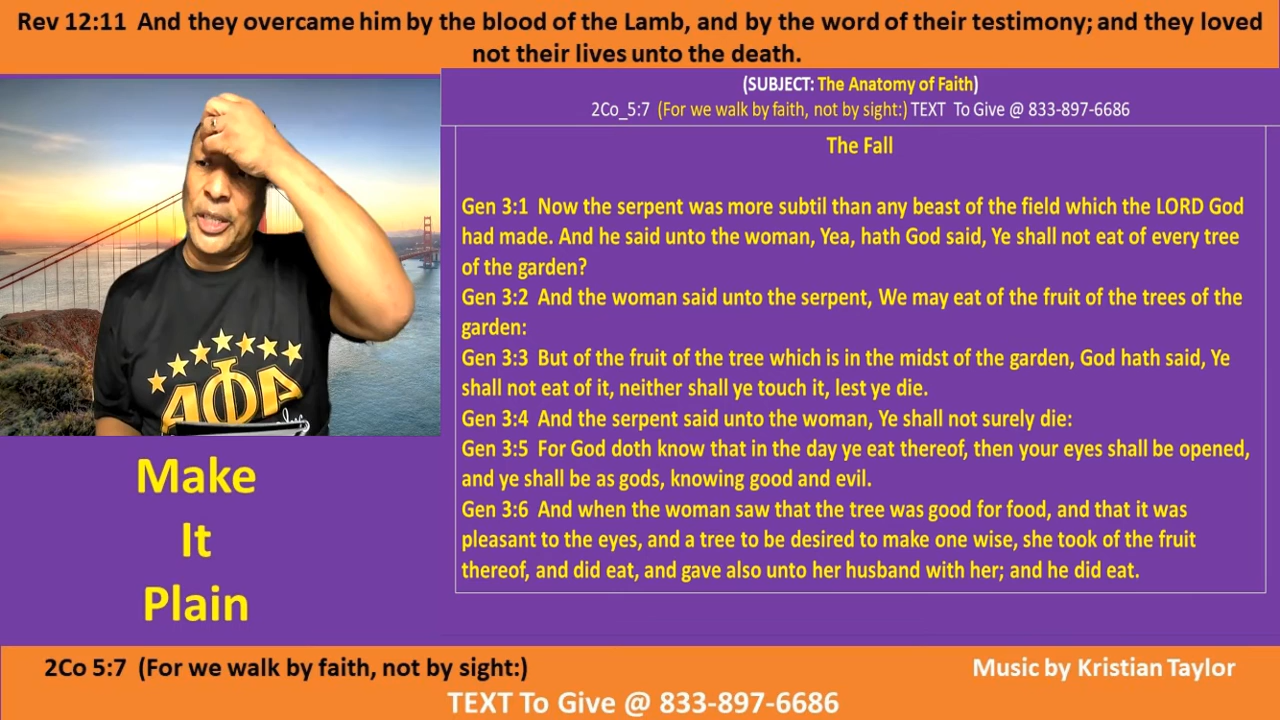 Rev 12:11 And they overcame him by the blood of the Lamb, and by the word of their testimony; and they loved
not their lives unto the death.
(SUBJECT: The Anatomy of Faith)
2Co_5:7 (For we walk by faith, not by sight:) TEXT To Give @ 833-897-6686
The Fall
Gen 3:1 Now the serpent was more subtil than any beast of the field which the LORD God
had made. And he said unto the woman, Yea, hath God said, Ye shall not eat of every tree
of the garden?
Gen 3:2 And the woman said unto the serpent, We may eat of the fruit of the trees of the
garden:
Gen 3:3 But of the fruit of the tree which is in the midst of the garden, God hath said, Ye
shall not eat of it, neither shall ye touch it, lest ye die.
Gen 3:4 And the serpent said unto the woman, Ye shall not surely die:
Gen 3:5 For God doth know that in the day ye eat thereof, then your eyes shall be opened,
and ye shall be as gods, knowing good and evil.
Gen 3:6 And when the woman saw that the tree was good for food, and that it was
pleasant to the eyes, and a tree to be desired to make one wise, she took of the fruit
thereof, and did eat, and gave also unto her husband with her; and he did eat.
ΑΦΑ
Make
It
Plain
2Co 5:7 (For we walk by faith, not by sight:)
Music by Kristian Taylor
TEXT To Give @ 833-897-6686